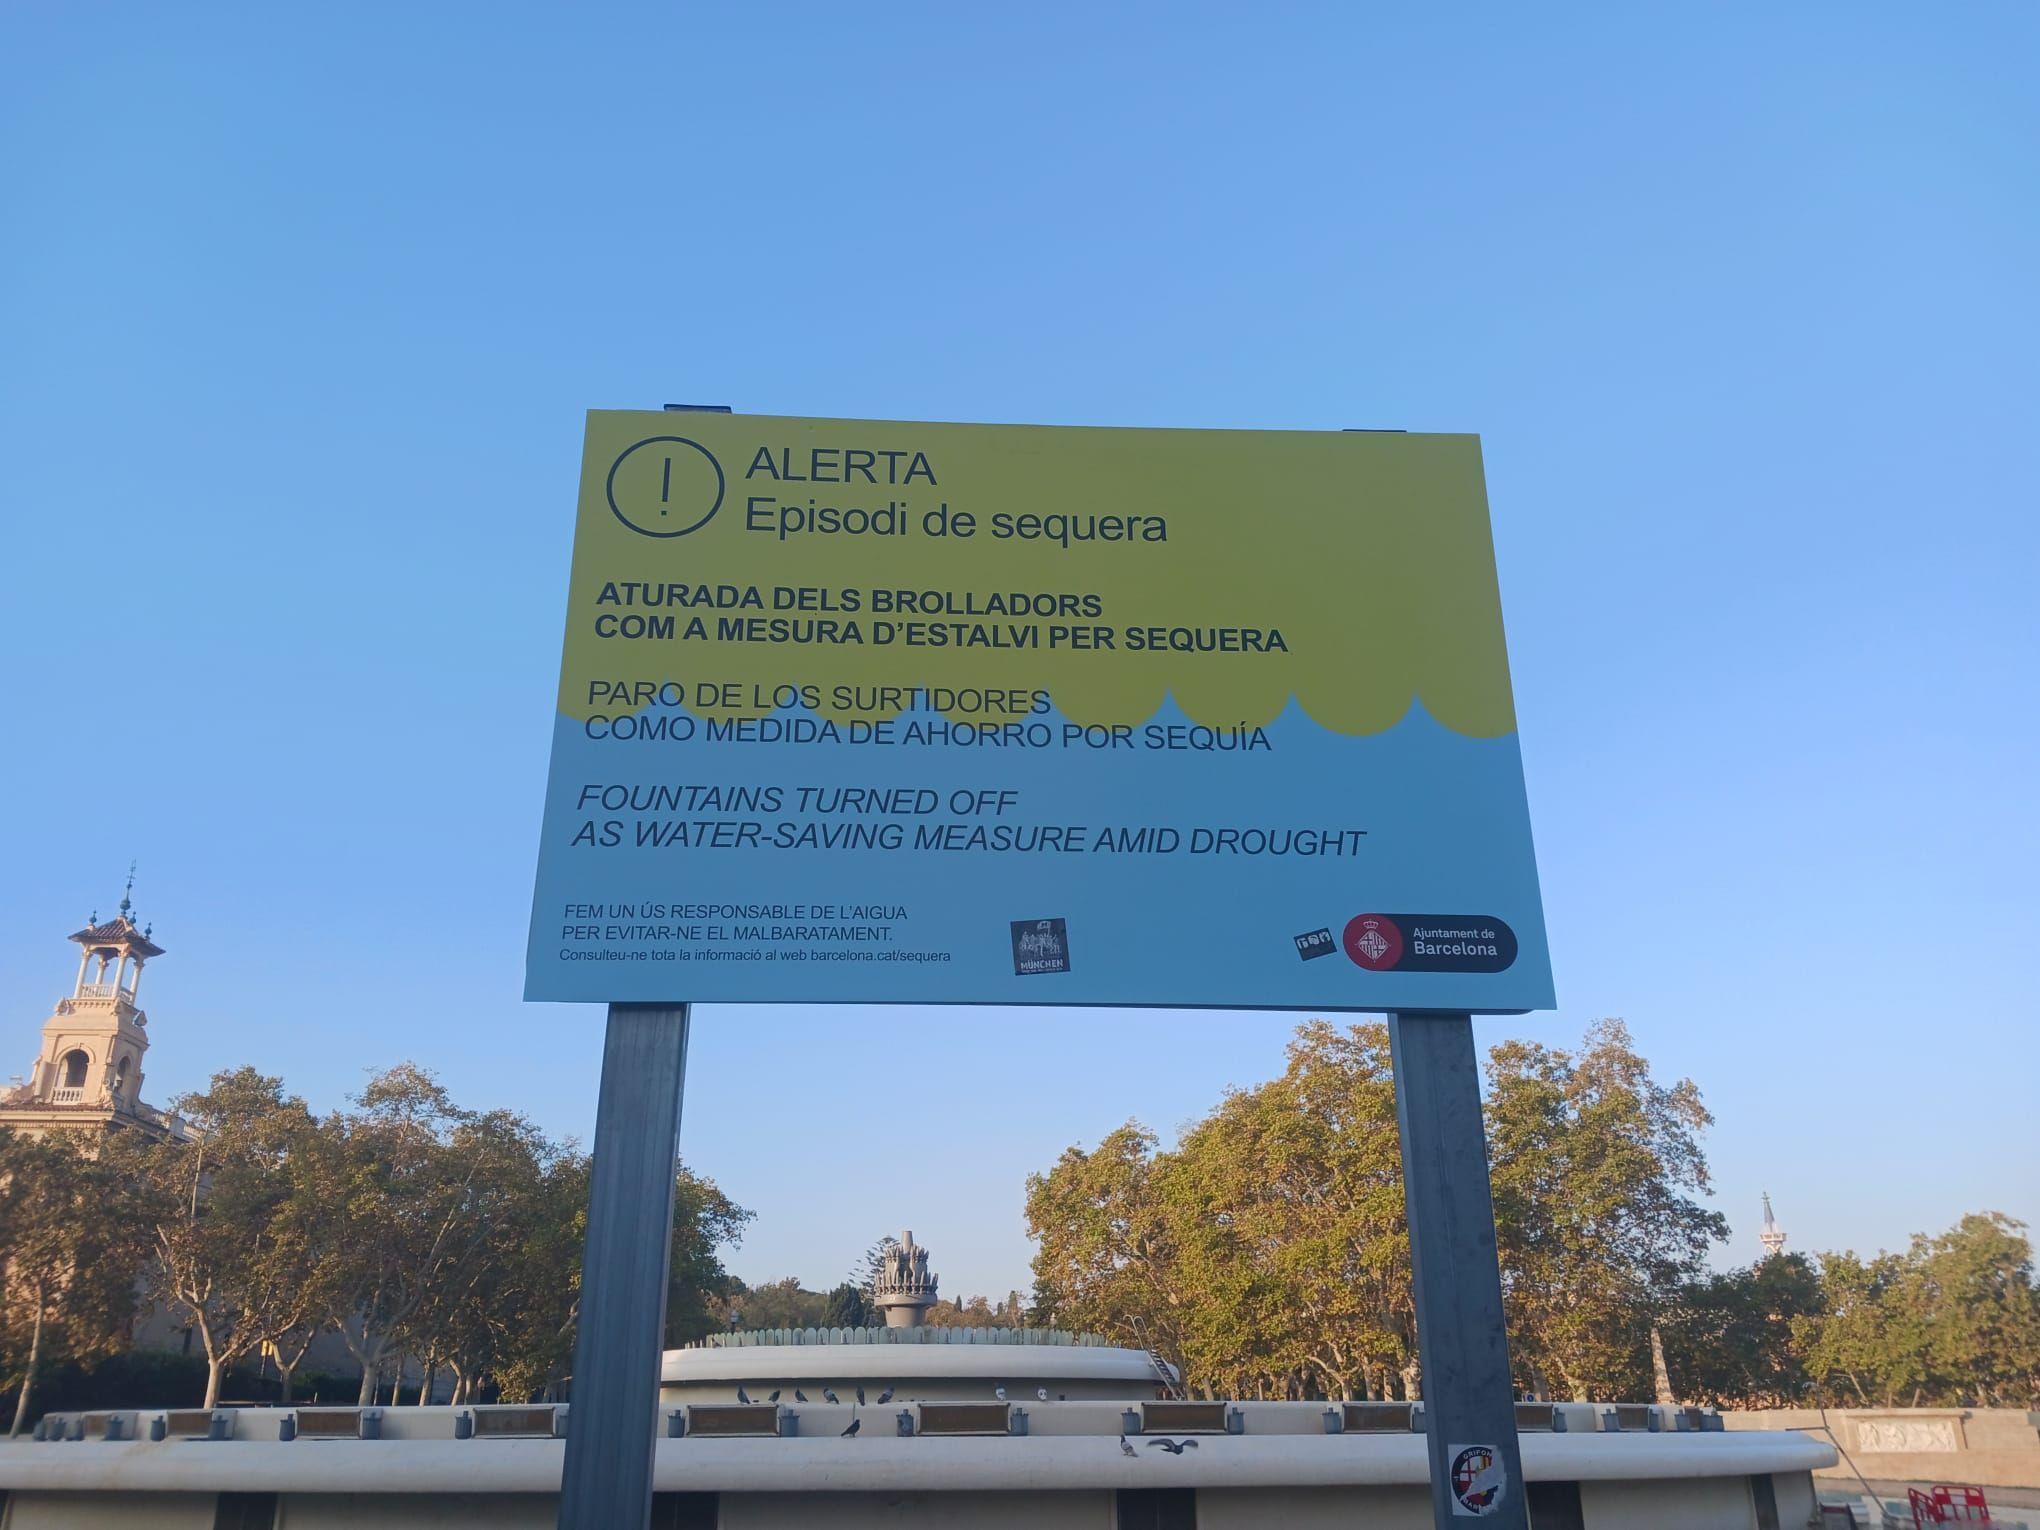 !
ALERTA
Episodi de sequera
ATURADA DELS BROLLADORS
COM A MESURA D'ESTALVI PER SEQUERA
PARO DE LOS SURTIDORES
COMO MEDIDA DE AHORRO POR SEQUÍA
FOUNTAINS TURNED OFF
AS WATER-SAVING MEASURE AMID DROUGHT
FEM UN ÚS RESPONSABLE DE L'AIGUA
PER EVITAR-NE EL MALBARATAMENT.
Consulteu-ne tota la informació al web barcelona.cat/sequera
MÜNCHEN
Ajuntament de
Barcelona